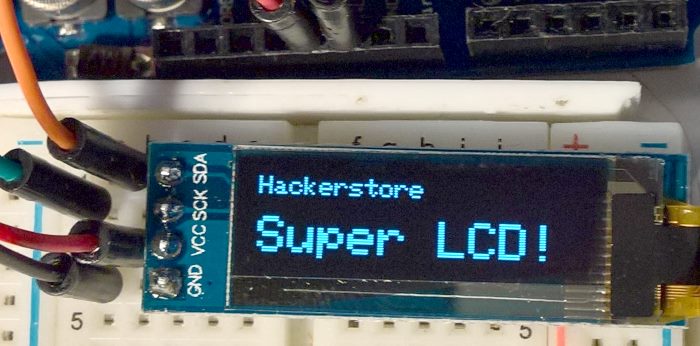 Hackerstore
Super LCD!
GND VCC SCK SDA
+
5
5